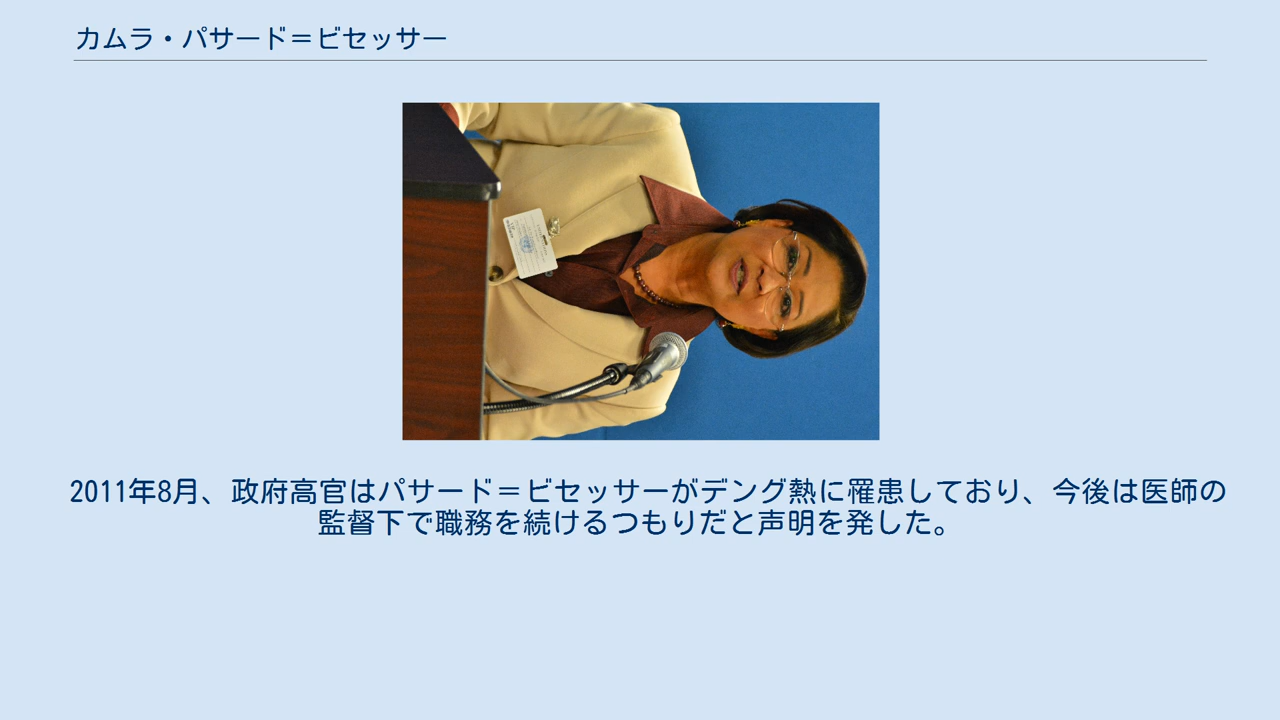 カムラ・パサード＝ビセッサー
2011年8月、政府高官はパサード＝ビセッサーがデング熱に罹患しており、今後は医師の
監督下で職務を続けるつもりだと声明を発した。